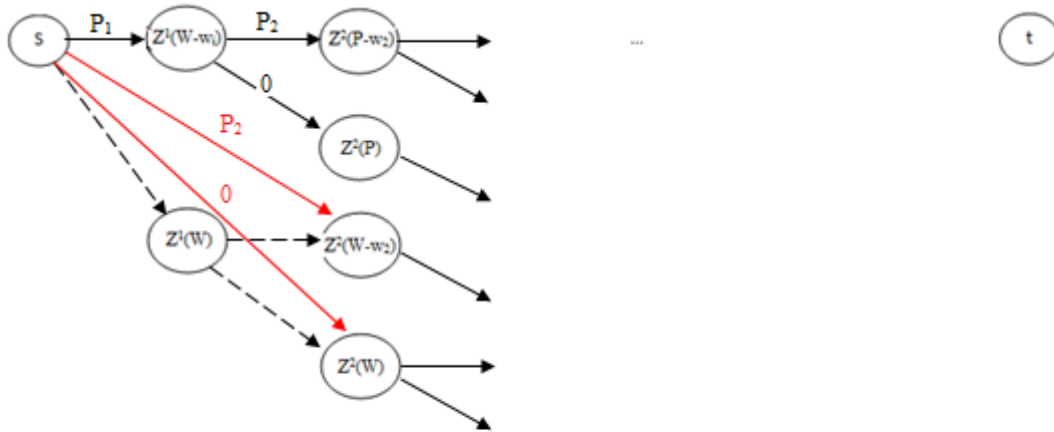 S P₁ Z¹(W-w₁) P₂ Z²(P-w₂) ... t
0
P₂ Z²(P)
0
Z¹(W) Z²(W-w₂)
Z²(W)